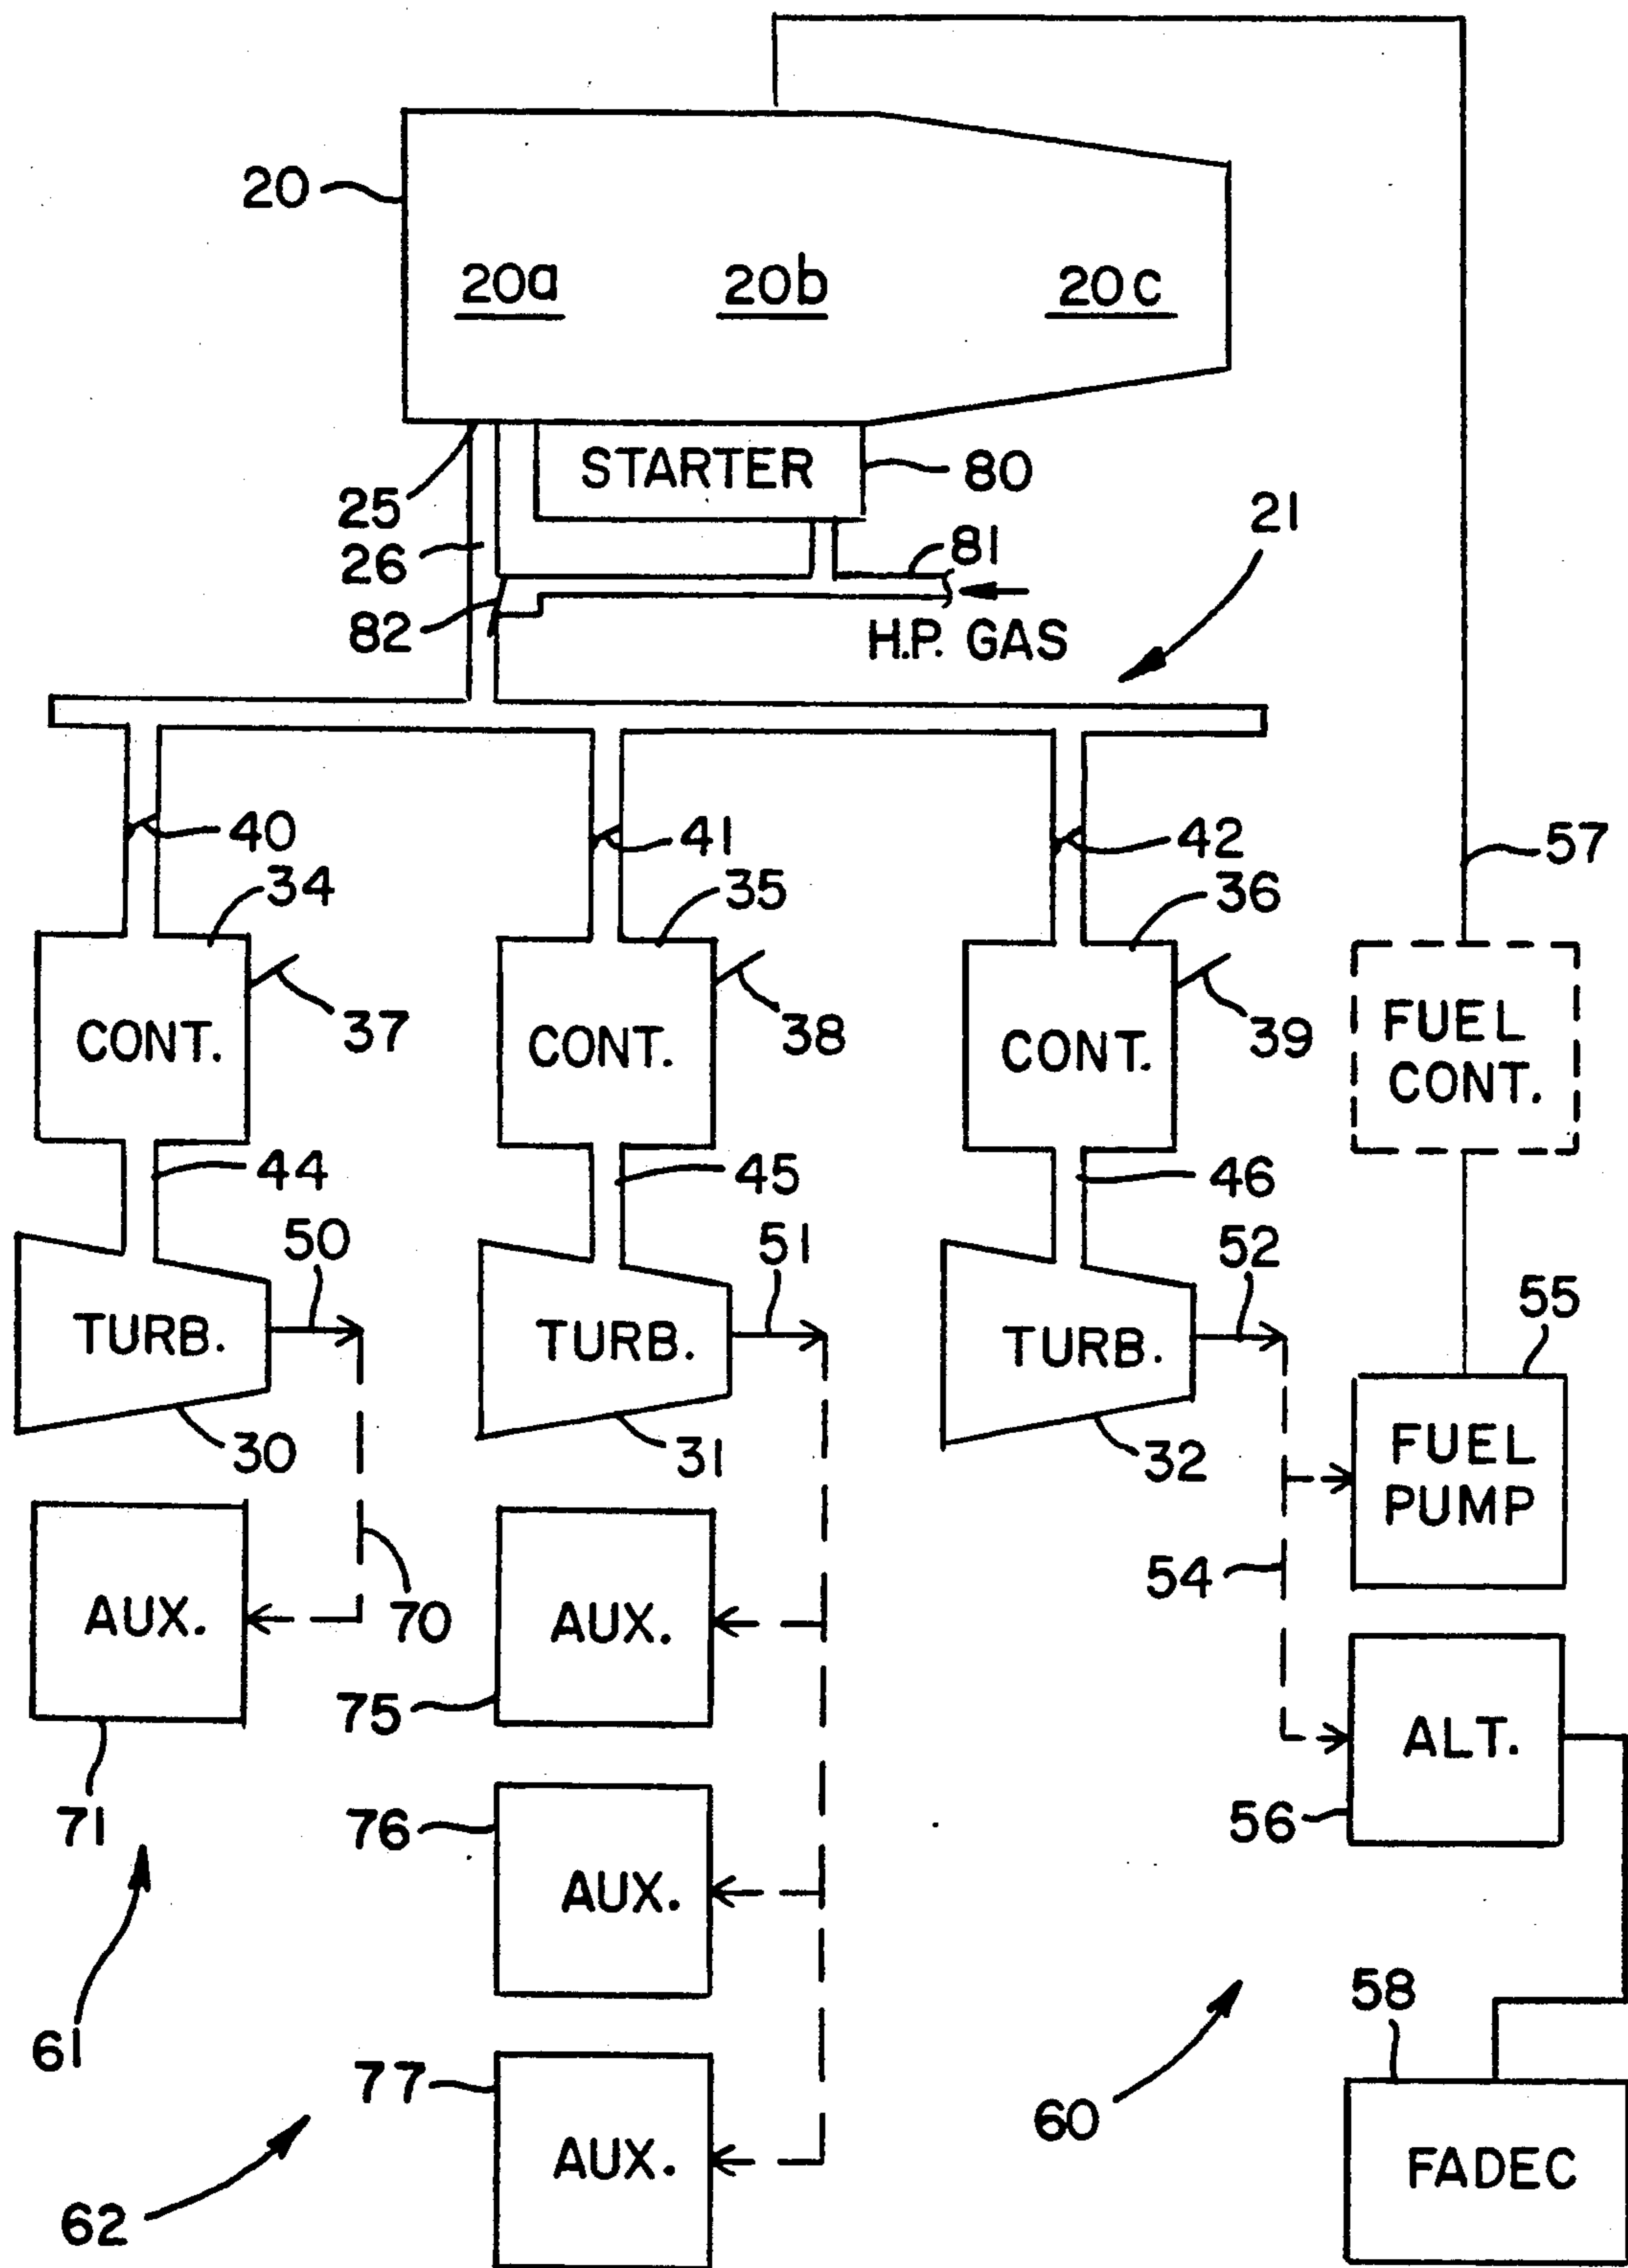 20
20a 20b 20c
STARTER
80
25
26
81
21
82
H.P. GAS
40
41
42
57
34
35
36
37
38
39
CONT.
CONT.
CONT.
FUEL
CONT.
44
45
46
50
51
52
55
TURB.
TURB.
TURB.
30
31
32
FUEL
PUMP
54
AUX.
70
AUX.
75
71
ALT.
56
76
AUX.
61
58
77
60
AUX.
FADEC
62